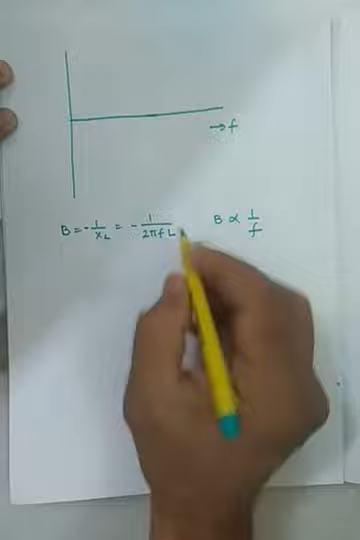 → f
B = - 1/X_L = - 1/2πfL B ∝ 1/f